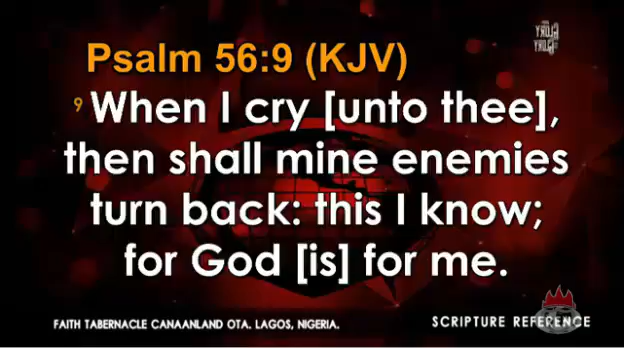 Psalm 56:9 (KJV)
9 When I cry [unto thee],
then shall mine enemies
turn back: this I know;
for God [is] for me.
FAITH TABERNACLE CANAANLAND OTA. LAGOS, NIGERIA.
SCRIPTURE REFERENCE